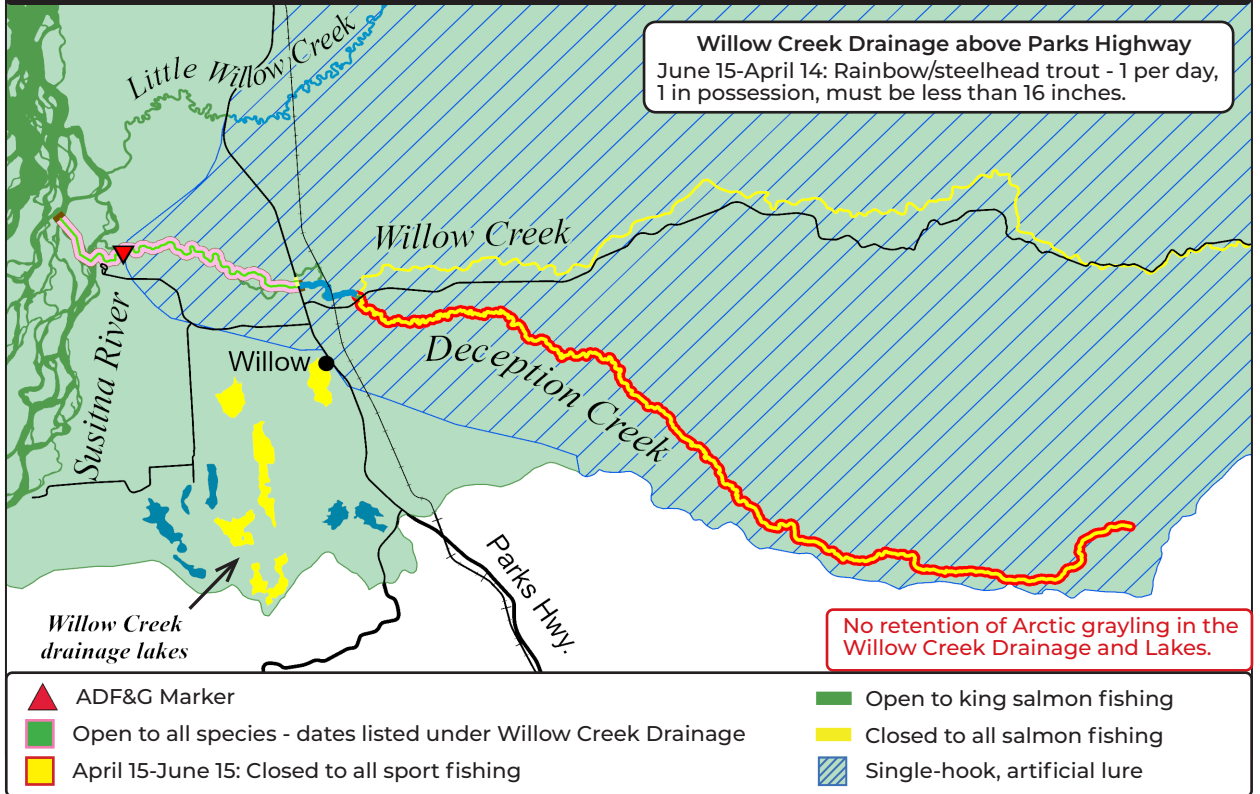 Little Willow Creek
Willow Creek Drainage above Parks Highway
June 15-April 14: Rainbow/steelhead trout - 1 per day,
1 in possession, must be less than 16 inches.
Willow Creek
Susitna River
Willow
Deception Creek
Parks Hwy.
Willow Creek
drainage lakes
No retention of Arctic grayling in the
Willow Creek Drainage and Lakes.
ADF&G Marker
Open to all species - dates listed under Willow Creek Drainage
April 15-June 15: Closed to all sport fishing
Open to king salmon fishing
Closed to all salmon fishing
Single-hook, artificial lure